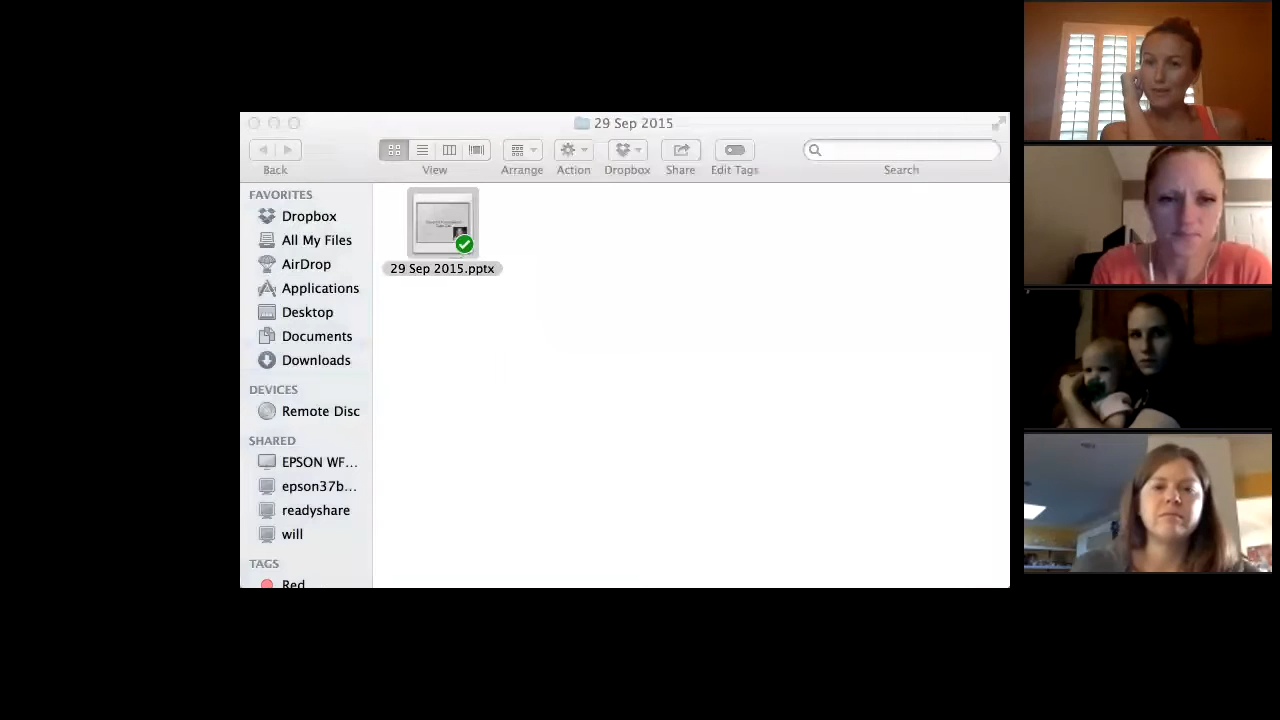 29 Sep 2015
Back
View
Arrange
Action
Dropbox
Share
Edit Tags
Search
FAVORITES
Dropbox
All My Files
AirDrop
Applications
Desktop
Documents
Downloads
DEVICES
Remote Disc
SHARED
EPSON WF...
epson37b...
readyshare
will
TAGS
Red
29 Sep 2015.pptx